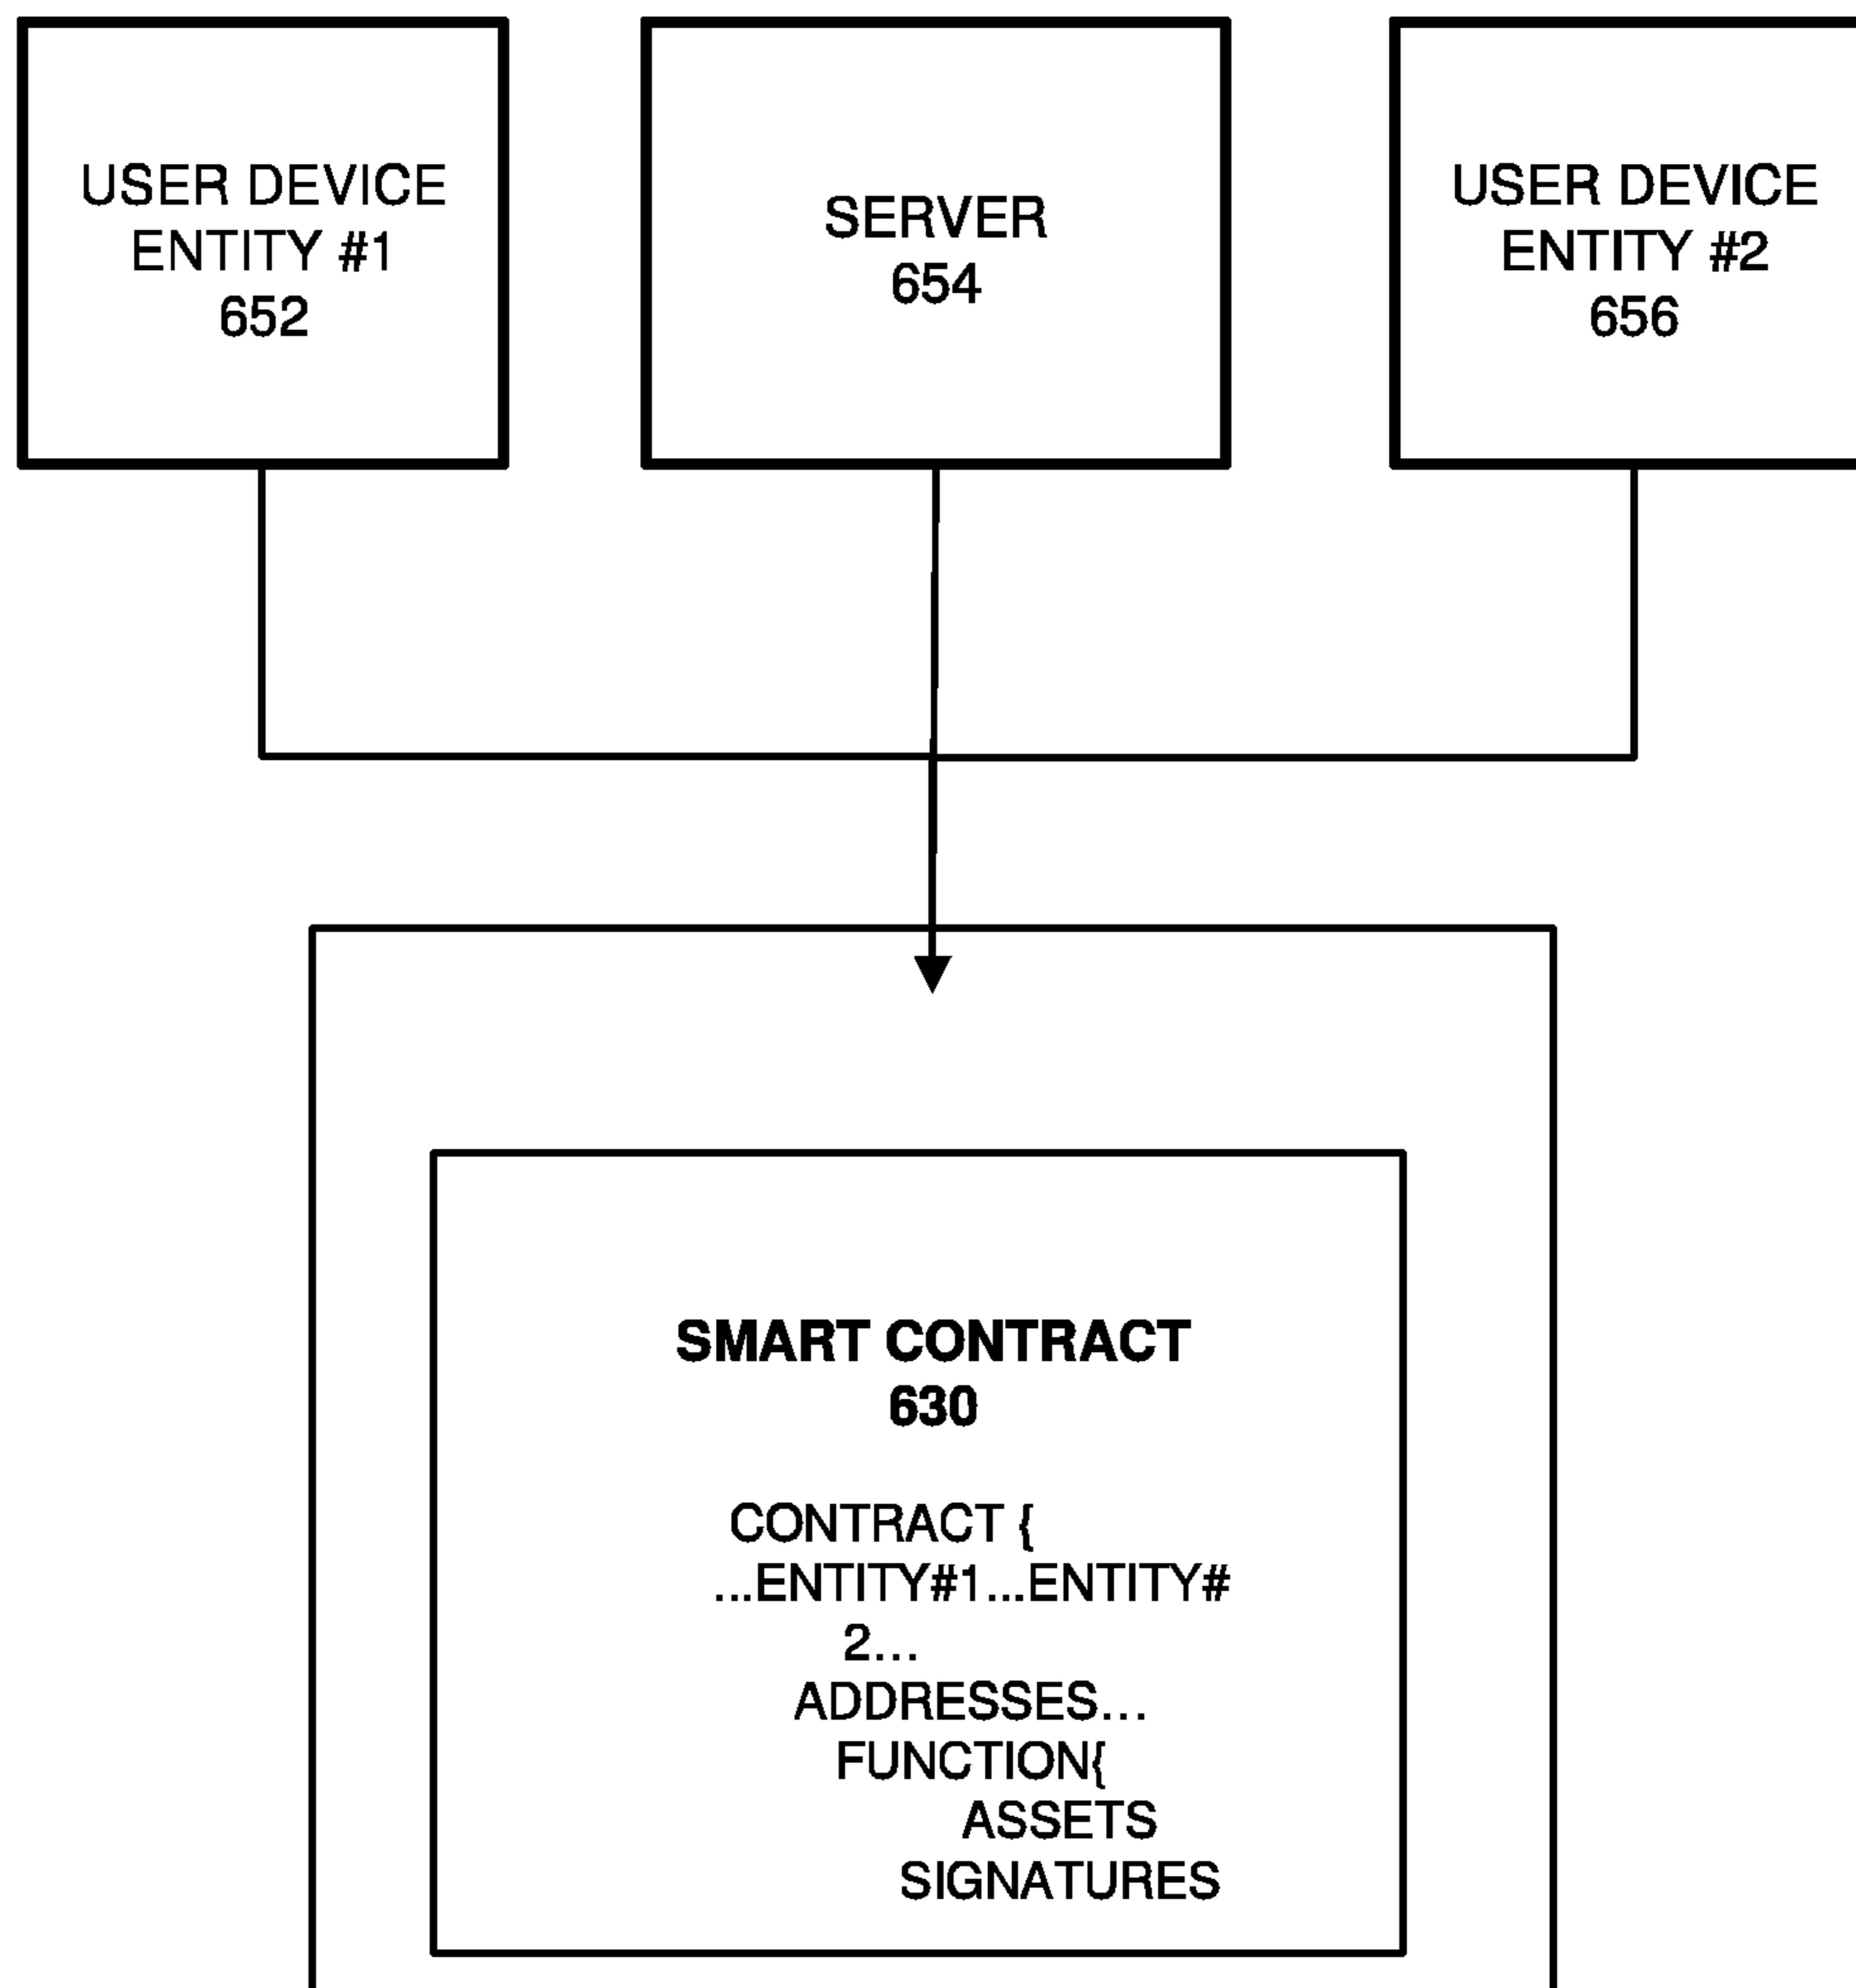 USER DEVICE
ENTITY #1
652
SERVER
654
USER DEVICE
ENTITY #2
656
SMART CONTRACT
630
CONTRACT {
...ENTITY#1...ENTITY#
2...
ADDRESSES...
FUNCTION{
ASSETS
SIGNATURES